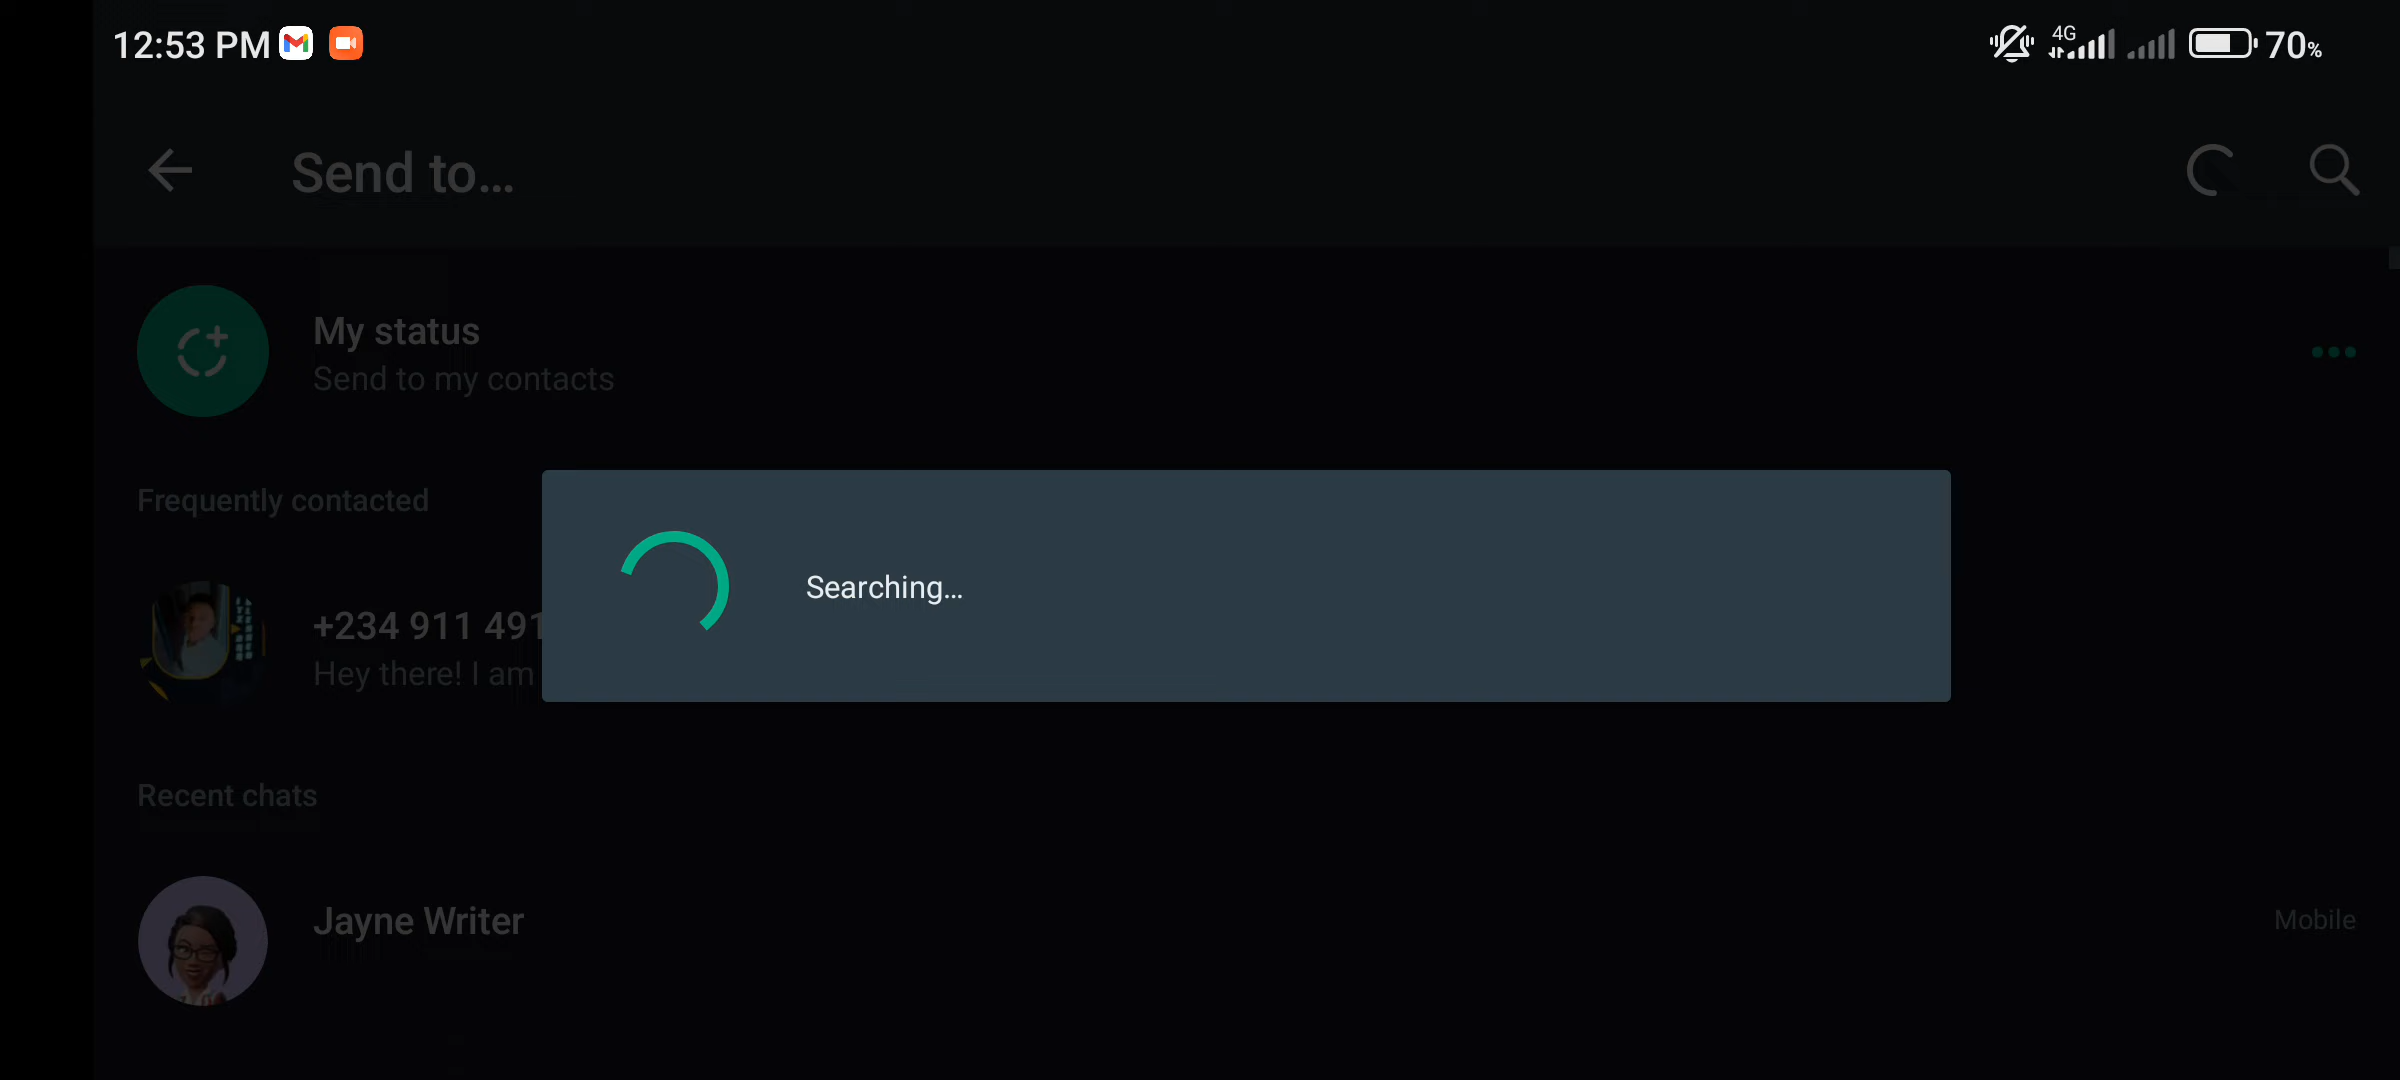 12:53 PM
4G
70%
Send to...
My status
Send to my contacts
Frequently contacted
+234 911 491
Hey there! I am
Searching...
Recent chats
Jayne Writer
Mobile